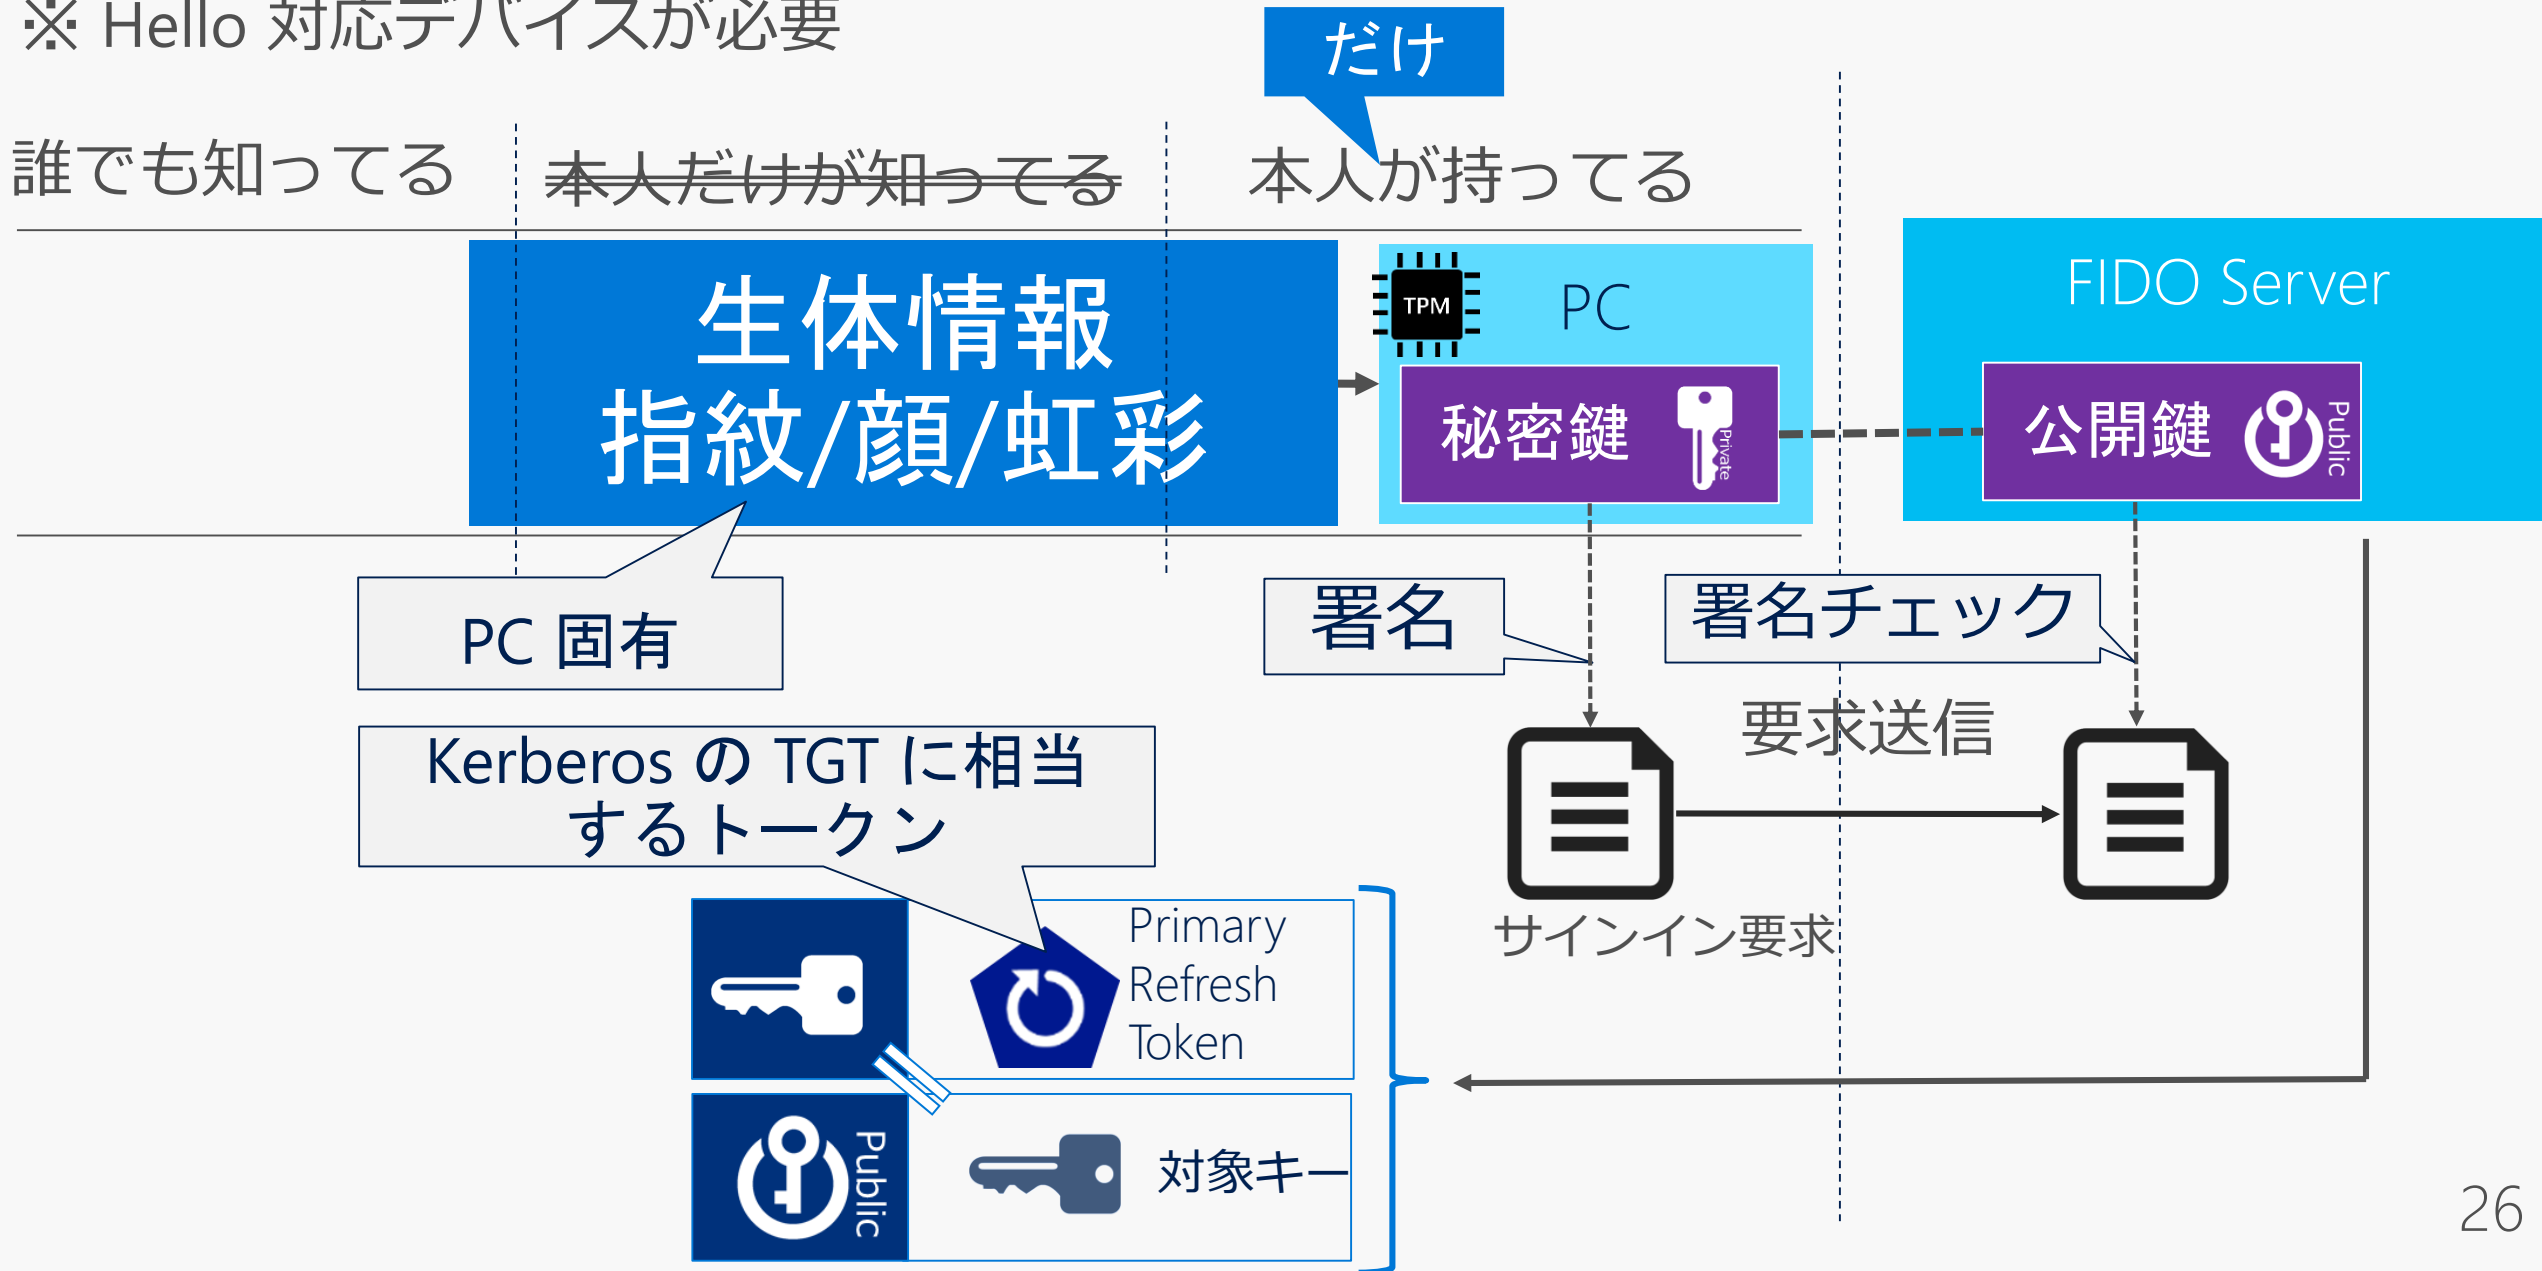 ※ Hello 対応デバイスが必要
だけ
誰でも知ってる
本人だけが知ってる
本人が持ってる
生体情報
指紋/顔/虹彩
TPM
PC
秘密鍵
Private
FIDO Server
公開鍵
Public
PC 固有
署名
署名チェック
要求送信
Kerberos の TGT に相当
するトークン
サインイン要求
Primary
Refresh
Token
Public
対象キー
26